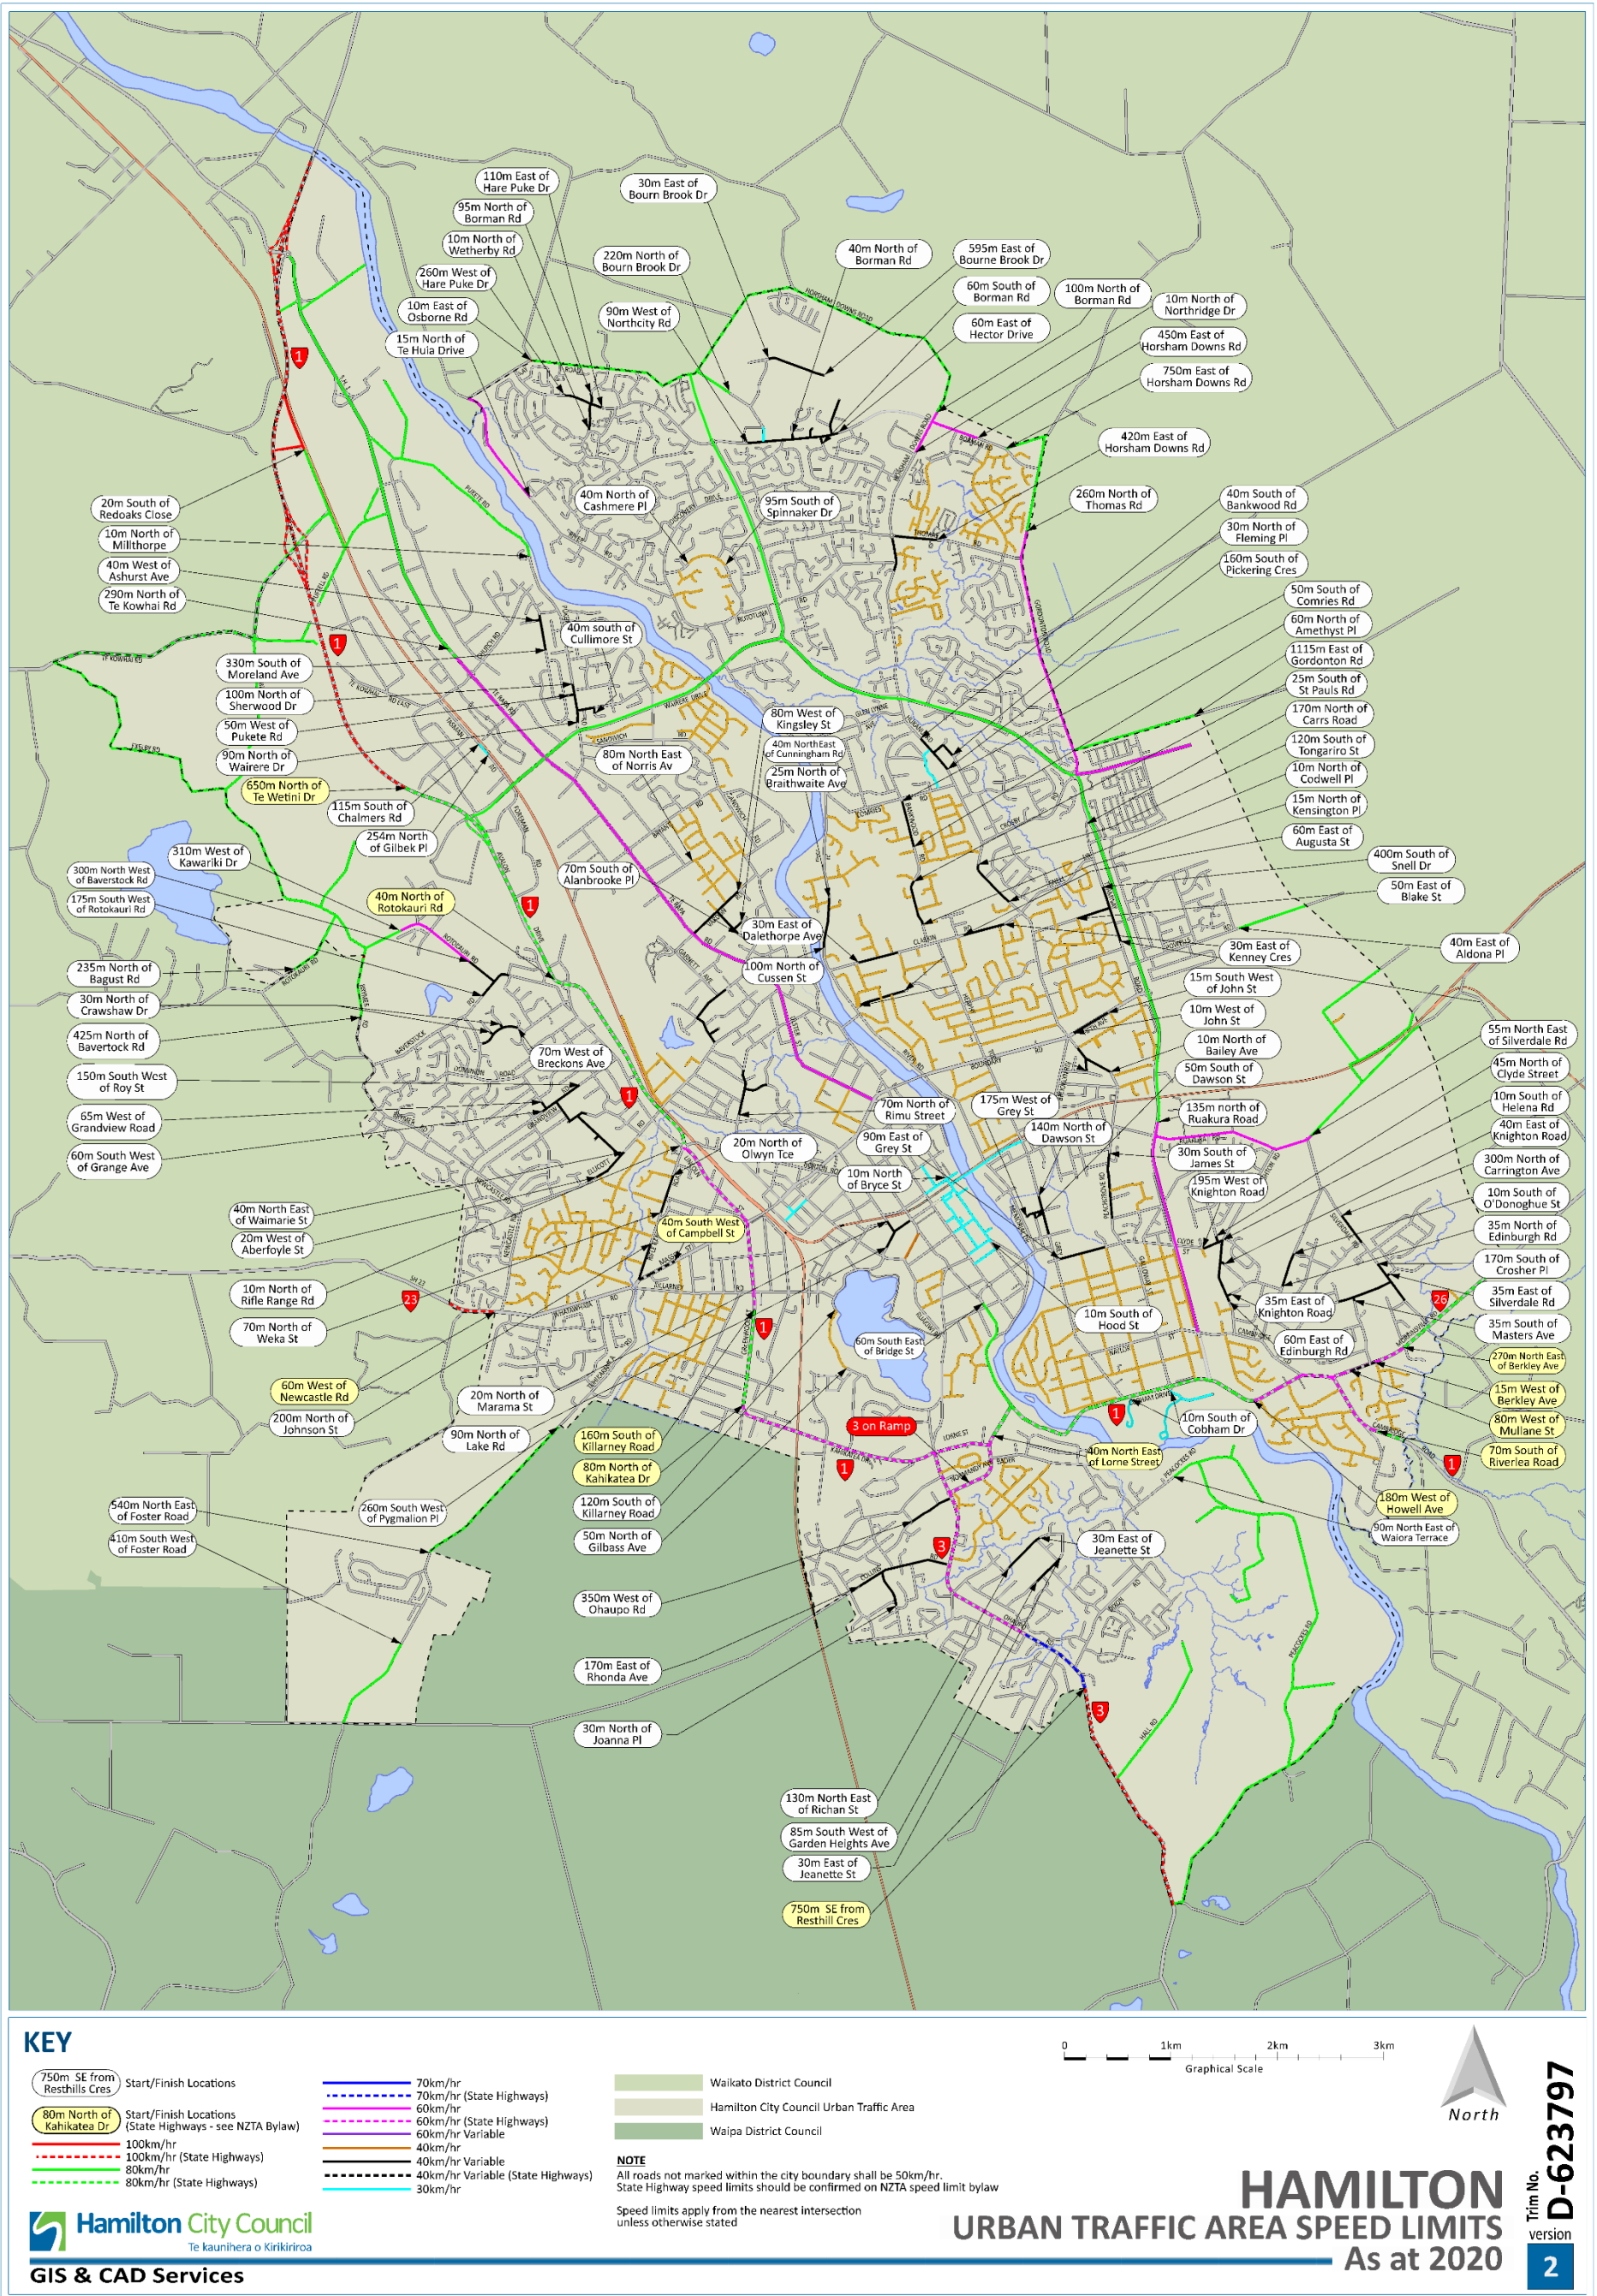 110m East of
Hare Puke Dr
30m East of
Bourn Brook Dr
95m North of
Borman Rd
10m North of
Wetherby Rd
220m North of
Bourn Brook Dr
40m North of
Borman Rd
595m East of
Bourne Brook Dr
260m West of
Hare Puke Dr
60m South of
Borman Rd
100m North of
Borman Rd
10m North of
Northridge Dr
10m East of
Osborne Rd
90m West of
Northcity Rd
60m East of
Hector Drive
450m East of
Horsham Downs Rd
15m North of
Te Huia Drive
750m East of
Horsham Downs Rd
HORSHAM DOWNS ROAD
1
420m East of
Horsham Downs Rd
20m South of
Redoaks Close
40m North of
Cashmere Pl
95m South of
Spinnaker Dr
260m North of
Thomas Rd
40m South of
Bankwood Rd
10m North of
Millthorpe
30m North of
Fleming Pl
40m West of
Ashurst Ave
160m South of
Pickering Cres
290m North of
Te Kowhai Rd
50m South of
Comries Rd
1
40m south of
Cullimore St
60m North of
Amethyst Pl
330m South of
Moreland Ave
1115m East of
Gordonton Rd
100m North of
Sherwood Dr
25m South of
St Pauls Rd
50m West of
Pukete Rd
80m West of
Kingsley St
170m North of
Carrs Road
90m North of
Wairere Dr
80m North East
of Norris Av
40m NorthEast
of Cunningham Rd
120m South of
Tongariro St
650m North of
Te Wetini Dr
25m North of
Braithwaite Ave
10m North of
Codwell Pl
115m South of
Chalmers Rd
15m North of
Kensington Pl
254m North
of Gilbek Pl
60m East of
Augusta St
310m West of
Kawariki Dr
400m South of
Snell Dr
300m North West
of Baverstock Rd
70m South of
Alanbrooke Pl
50m East of
Blake St
175m South West
of Rotokauri Rd
40m North of
Rotokauri Rd
1
30m East of
Dalethorpe Ave
30m East of
Kenney Cres
40m East of
Aldona Pl
235m North of
Bagust Rd
100m North of
Cussen St
15m South West
of John St
30m North of
Crawshaw Dr
10m West of
John St
425m North of
Bavertock Rd
10m North of
Bailey Ave
55m North East
of Silverdale Rd
70m West of
Breckons Ave
50m South of
Dawson St
45m North of
Clyde Street
150m South West
of Roy St
1
70m North of
Rimu Street
175m West of
Grey St
135m north of
Ruakura Road
10m South of
Helena Rd
65m West of
Grandview Road
140m North of
Dawson St
40m East of
Knighton Road
60m South West
of Grange Ave
20m North of
Olwyn Tce
90m East of
Grey St
30m South of
James St
300m North of
Carrington Ave
10m North
of Bryce St
195m West of
Knighton Road
10m South of
O'Donoghue St
40m North East
of Waimarie St
40m South West
of Campbell St
35m North of
Edinburgh Rd
20m West of
Aberfoyle St
170m South of
Crosher Pl
10m North of
Rifle Range Rd
SH 23
23
26
35m East of
Knighton Road
35m East of
Silverdale Rd
70m North of
Weka St
1
60m South East
of Bridge St
10m South of
Hood St
35m South of
Masters Ave
60m East of
Edinburgh Rd
270m North East
of Berkley Ave
60m West of
Newcastle Rd
20m North of
Marama St
15m West of
Berkley Ave
200m North of
Johnson St
3 on Ramp
1
10m South of
Cobham Dr
80m West of
Mullane St
90m North of
Lake Rd
160m South of
Killarney Road
40m North East
of Lorne Street
70m South of
Riverlea Road
80m North of
Kahikatea Dr
1
1
540m North East
of Foster Road
260m South West
of Pygmalion Pl
120m South of
Killarney Road
180m West of
Howell Ave
410m South West
of Foster Road
50m North of
Gilbass Ave
3
30m East of
Jeanette St
90m North East of
Waiora Terrace
350m West of
Ohaupo Rd
170m East of
Rhonda Ave
30m North of
Joanna Pl
3
HALL RD
PEACOCKES RD
130m North East
of Richan St
85m South West of
Garden Heights Ave
30m East of
Jeanette St
750m SE from
Resthill Cres
KEY
750m SE from
Resthills Cres
Start/Finish Locations
80m North of
Kahikatea Dr
Start/Finish Locations
(State Highways - see NZTA Bylaw)
100km/hr
100km/hr (State Highways)
80km/hr
80km/hr (State Highways)
70km/hr
70km/hr (State Highways)
60km/hr
60km/hr (State Highways)
60km/hr Variable
40km/hr
40km/hr Variable
40km/hr Variable (State Highways)
30km/hr
Waikato District Council
Hamilton City Council Urban Traffic Area
Waipa District Council
NOTE
All roads not marked within the city boundary shall be 50km/hr.
State Highway speed limits should be confirmed on NZTA speed limit bylaw
Speed limits apply from the nearest intersection
unless otherwise stated
0 1km 2km 3km
Graphical Scale
North
Hamilton City Council
Te kaunihera o Kirikiriroa
GIS & CAD Services
HAMILTON
URBAN TRAFFIC AREA SPEED LIMITS
As at 2020
Trim No.
D-623797
version
2